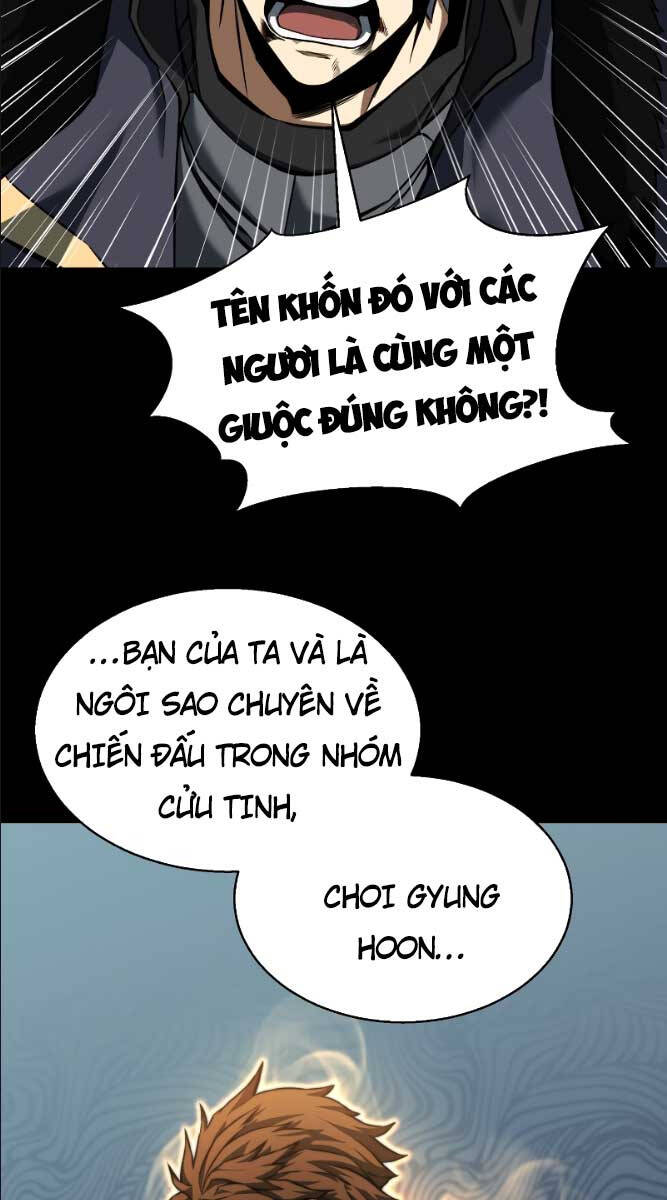 TÊN KHỐN ĐÓ VỚI CÁC
NGƯƠI LÀ CÙNG MỘT
GIUỘC ĐÚNG KHÔNG?!
...BẠN CỦA TA VÀ LÀ
NGÔI SAO CHUYÊN VỀ
CHIẾN ĐẤU TRONG NHÓM
CỬU TINH,
CHOI GYUNG
HOON...